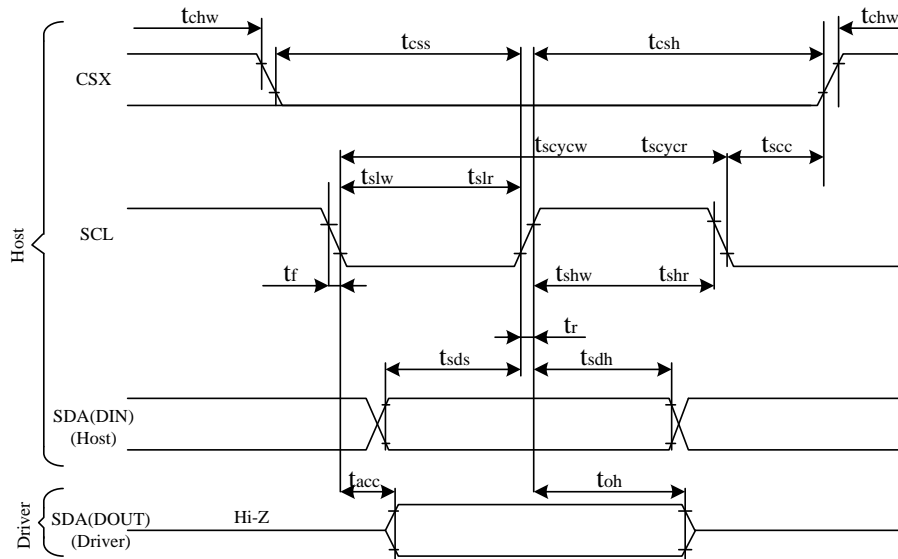 tchw
tchw
tcss
tcsh
CSX
tscycw
tscycr
tscc
tslw
tslr
Host
SCL
tf
tshw
tshr
tr
tsds
tsdh
SDA(DIN)
(Host)
tacc
toh
Driver
SDA(DOUT)
(Driver)
Hi-Z